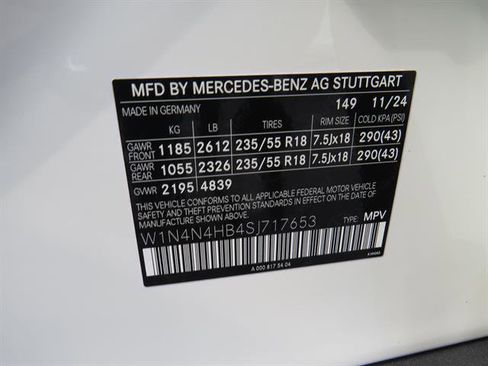 MFD BY MERCEDES-BENZ AG STUTTGART
MADE IN GERMANY 149 11/24
KG LB TIRES RIM SIZE COLD KPA (PSI)
GAWR FRONT 1185 2612 235/55 R18 7.5Jx18 290(43)
GAWR REAR 1055 2326 235/55 R18 7.5Jx18 290(43)
GVWR 2195 4839
THIS VEHICLE CONFORMS TO ALL APPLICABLE FEDERAL MOTOR VEHICLE
SAFETY STANDARDS IN EFFECT ON THE DATE OF
MANUFACTURE SHOWN ABOVE.
W1N4N4HB4SJ717653 TYPE: MPV
A 000 817 54 04